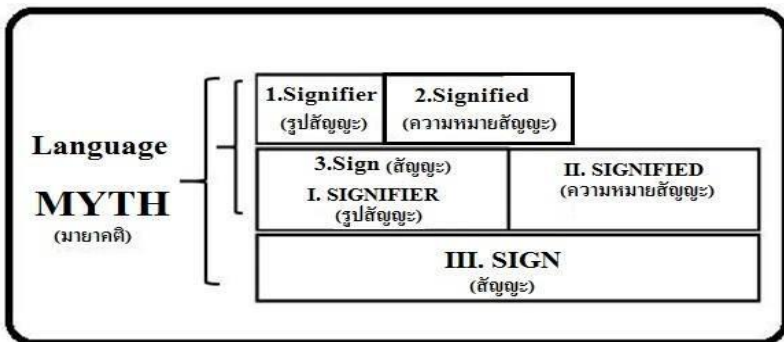 1.Signifier
(รูปสัญญะ)
2.Signified
(ความหมายสัญญะ)
Language
MYTH
(มายาคติ)
3.Sign (สัญญะ)
I. SIGNIFIER
(รูปสัญญะ)
II. SIGNIFIED
(ความหมายสัญญะ)
III. SIGN
(สัญญะ)